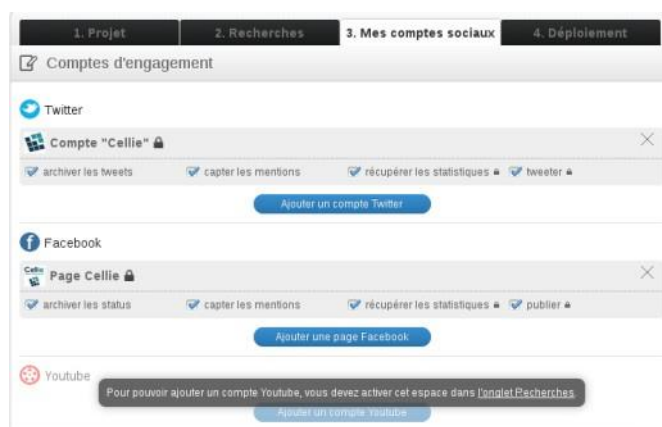 1. Projet 2. Recherches 3. Mes comptes sociaux 4. Déploiement
Comptes d'engagement
Twitter
Compte "Cellie"
archiver les tweets capter les mentions récupérer les statistiques tweeter
Ajouter un compte Twitter
Facebook
Cellie Page Cellie
archiver les status capter les mentions récupérer les statistiques publier
Ajouter une page Facebook
Youtube
Pour pouvoir ajouter un compte Youtube, vous devez activer cet espace dans l'onglet Recherches.
Ajouter un compte Youtube